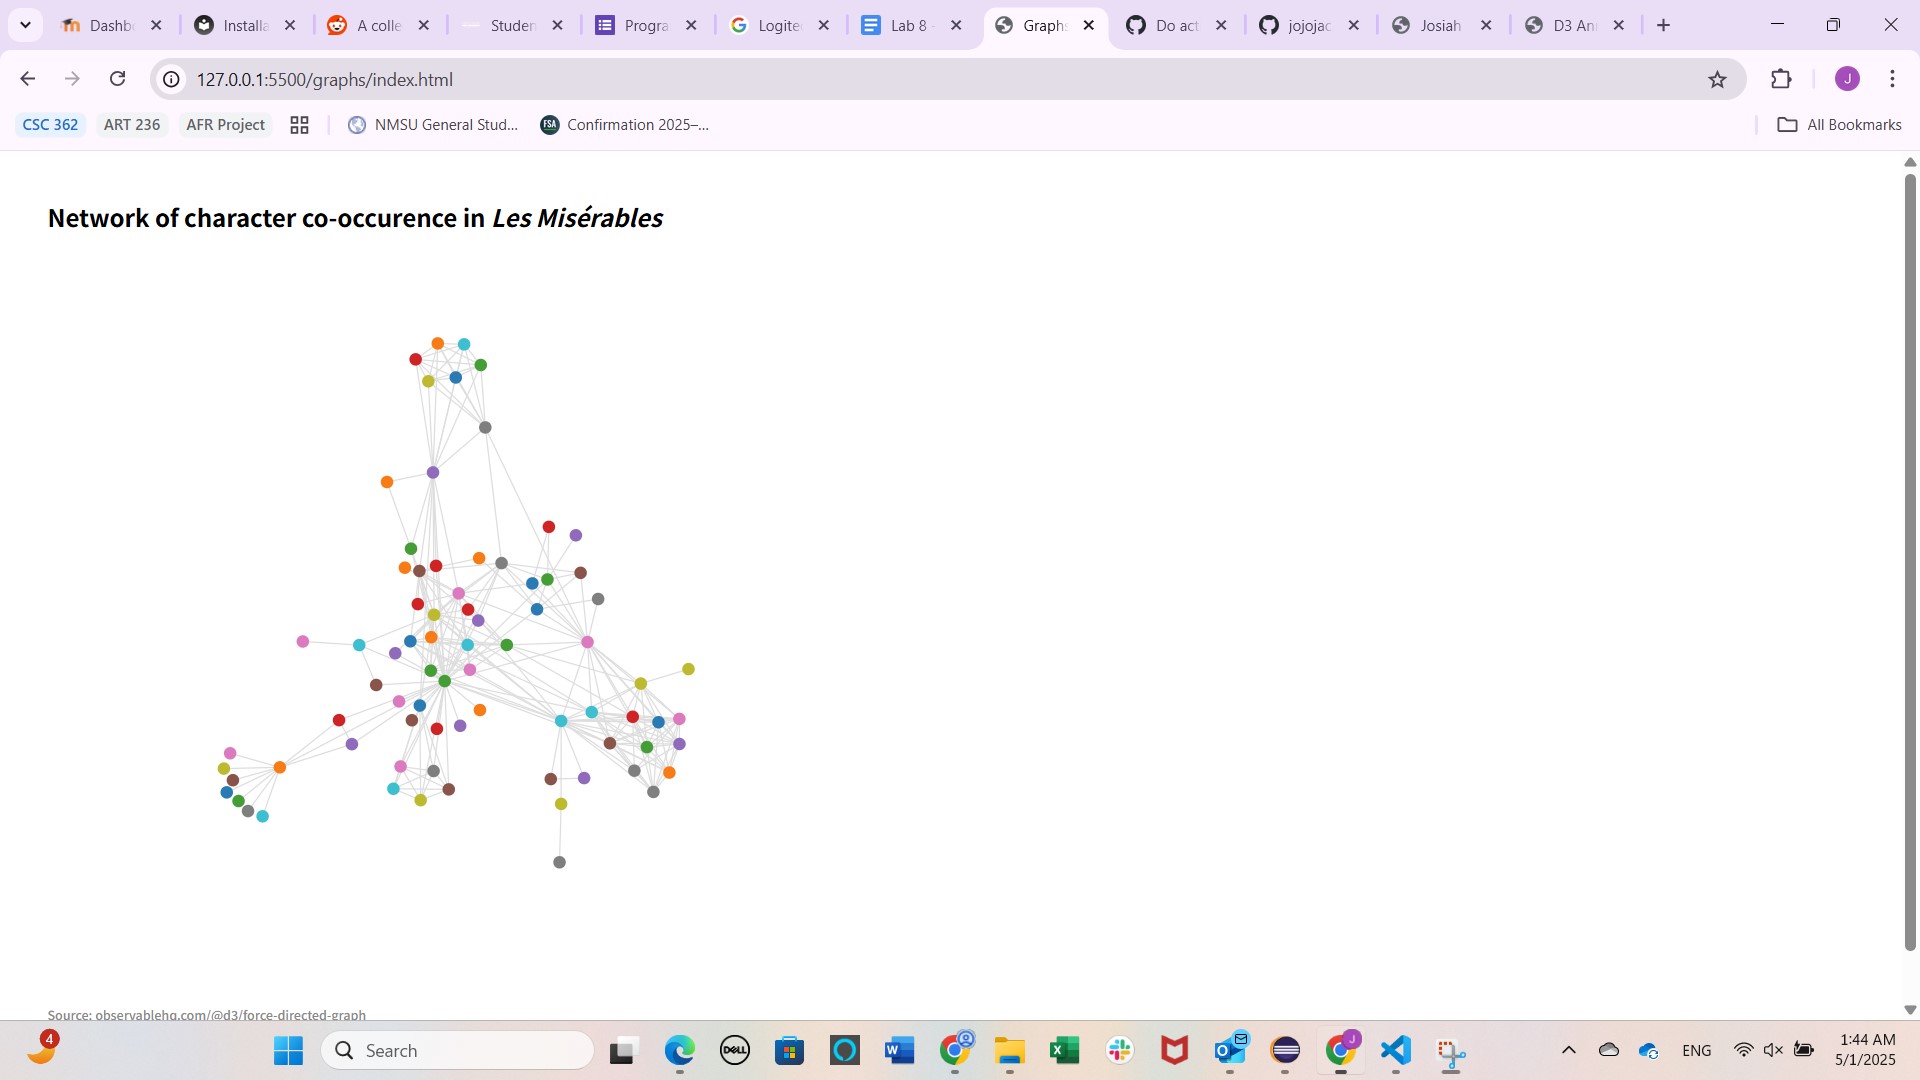 Dashb
Installa
A colle
Studen
Progra
Logite
Lab 8 -
Graphs
Do act
jojojac
Josiah
D3 An
127.0.0.1:5500/graphs/index.html
J
CSC 362
ART 236
AFR Project
NMSU General Stud...
FSA
Confirmation 2025–...
All Bookmarks
Network of character co-occurence in Les Misérables
Source: observablehq.com/@d3/force-directed-graph
4
Search
DELL
W
J
ENG
1:44 AM
5/1/2025